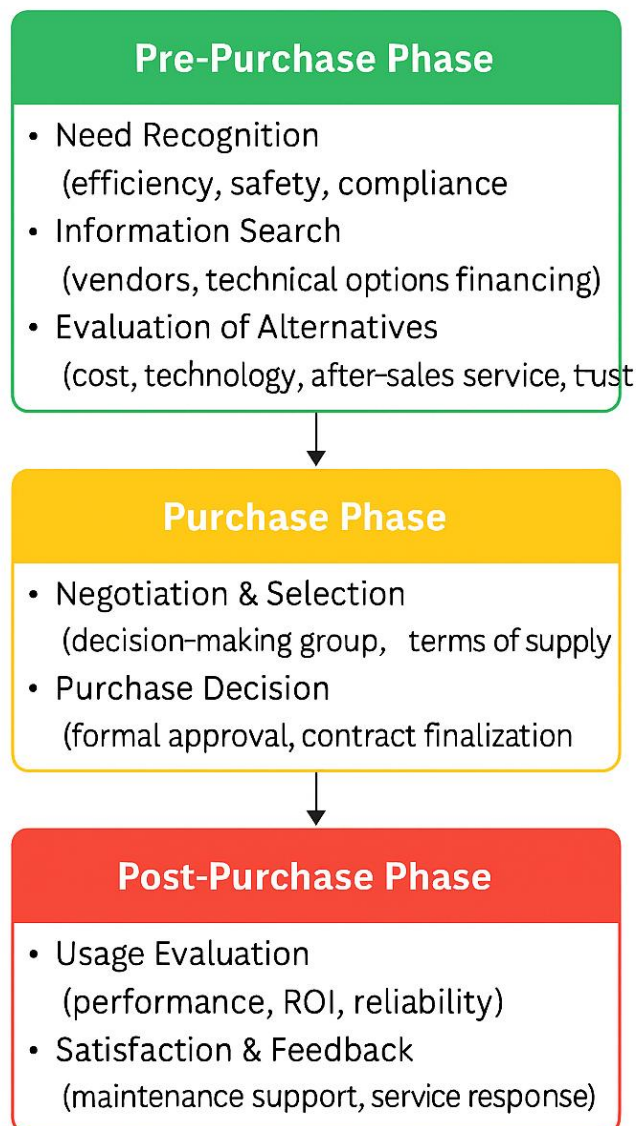 Pre-Purchase Phase
• Need Recognition
(efficiency, safety, compliance
• Information Search
(vendors, technical options financing)
• Evaluation of Alternatives
(cost, technology, after-sales service, trust
Purchase Phase
• Negotiation & Selection
(decision-making group, terms of supply
• Purchase Decision
(formal approval, contract finalization
Post-Purchase Phase
• Usage Evaluation
(performance, ROI, reliability)
• Satisfaction & Feedback
(maintenance support, service response)